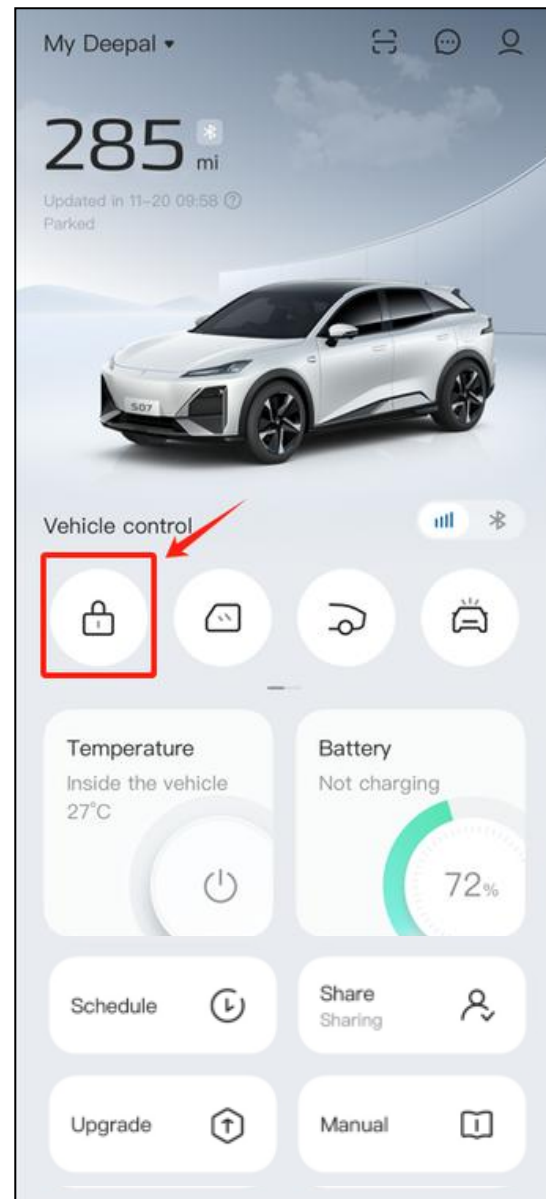 My Deepal
285 mi
Updated in 11-20 09:58 ?
Parked
S07
Vehicle control
Temperature
Inside the vehicle
27°C
Battery
Not charging
72%
Schedule
Share
Sharing
Upgrade
Manual